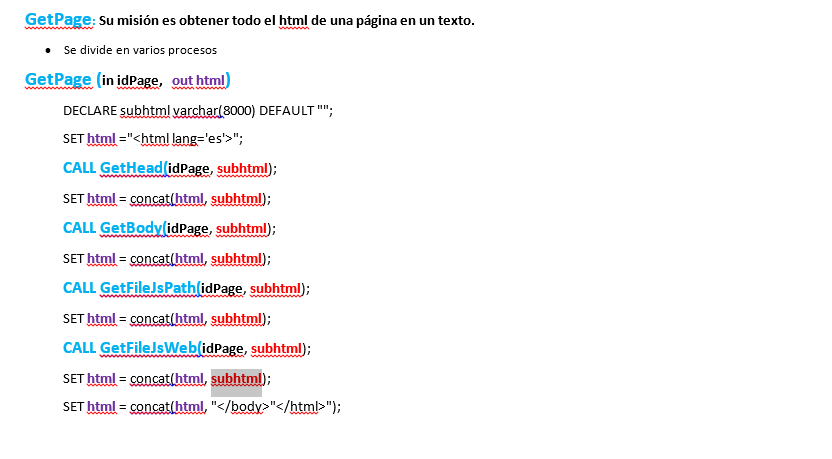 GetPage: Su misión es obtener todo el html de una página en un texto.
• Se divide en varios procesos
GetPage (in idPage, out html)
DECLARE subhtml varchar(8000) DEFAULT "";
SET html ="<html lang='es'>";
CALL GetHead(idPage, subhtml);
SET html = concat(html, subhtml);
CALL GetBody(idPage, subhtml);
SET html = concat(html, subhtml);
CALL GetFileJsPath(idPage, subhtml);
SET html = concat(html, subhtml);
CALL GetFileJsWeb(idPage, subhtml);
SET html = concat(html, subhtml);
SET html = concat(html, "</body>"</html>");